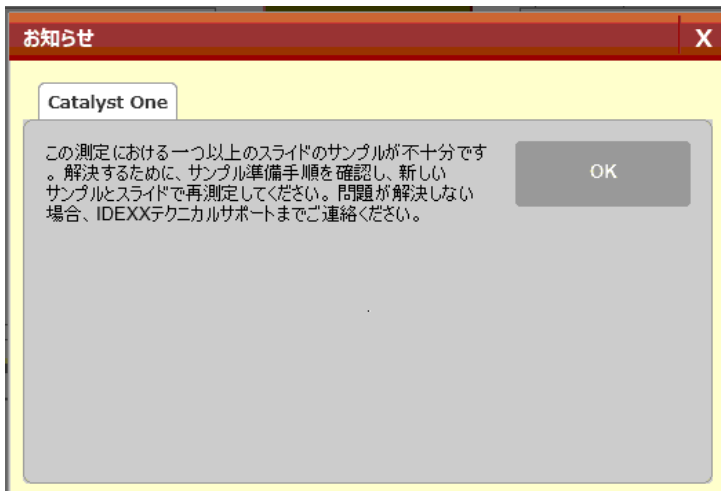 お知らせ
X
Catalyst One
この測定における一つ以上のスライドのサンプルが不十分です
。解決するために、サンプル準備手順を確認し、新しい
サンプルとスライドで再測定してください。問題が解決しない
場合、IDEXXテクニカルサポートまでご連絡ください。
OK